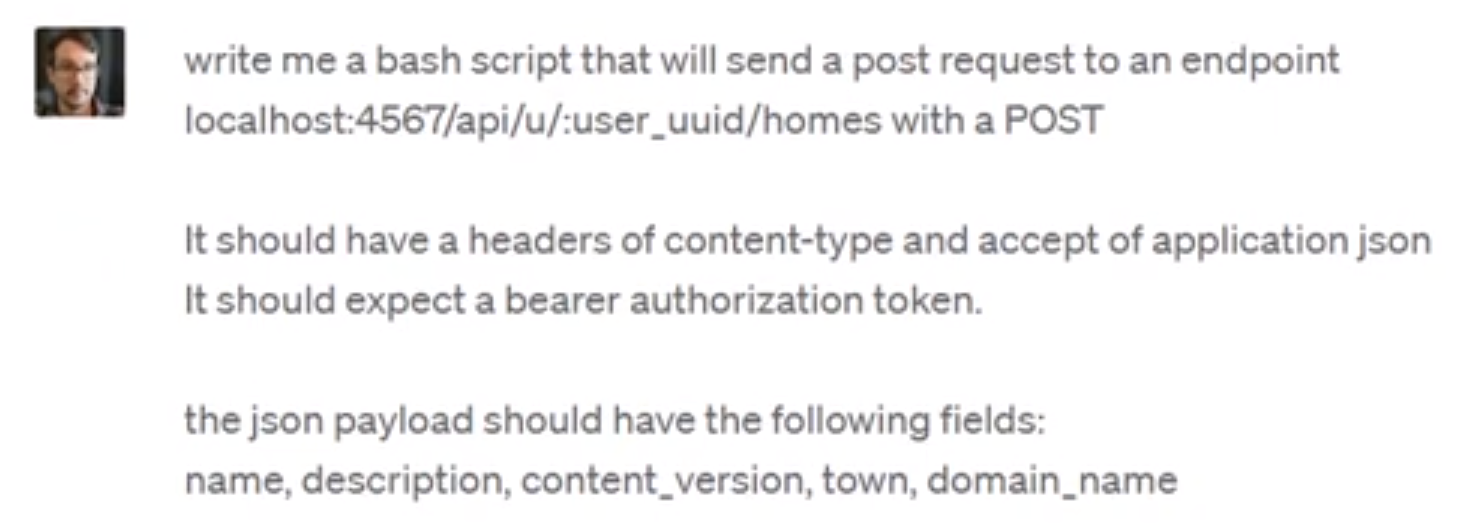 write me a bash script that will send a post request to an endpoint
localhost:4567/api/u/:user_uuid/homes with a POST
It should have a headers of content-type and accept of application json
It should expect a bearer authorization token.
the json payload should have the following fields:
name, description, content_version, town, domain_name